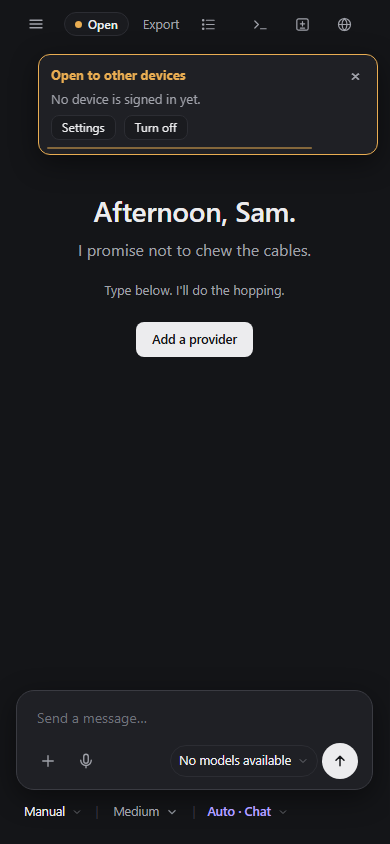 Open Export
Open to other devices
No device is signed in yet.
Settings Turn off
Afternoon, Sam.
I promise not to chew the cables.
Type below. I'll do the hopping.
Add a provider
Send a message...
No models available
Manual Medium Auto · Chat